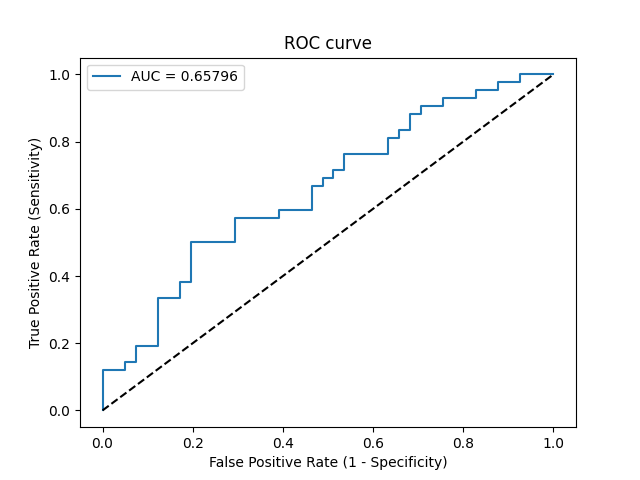 ROC curve
AUC = 0.65796
True Positive Rate (Sensitivity)
1.0
0.8
0.6
0.4
0.2
0.0
0.0 0.2 0.4 0.6 0.8 1.0
False Positive Rate (1 - Specificity)